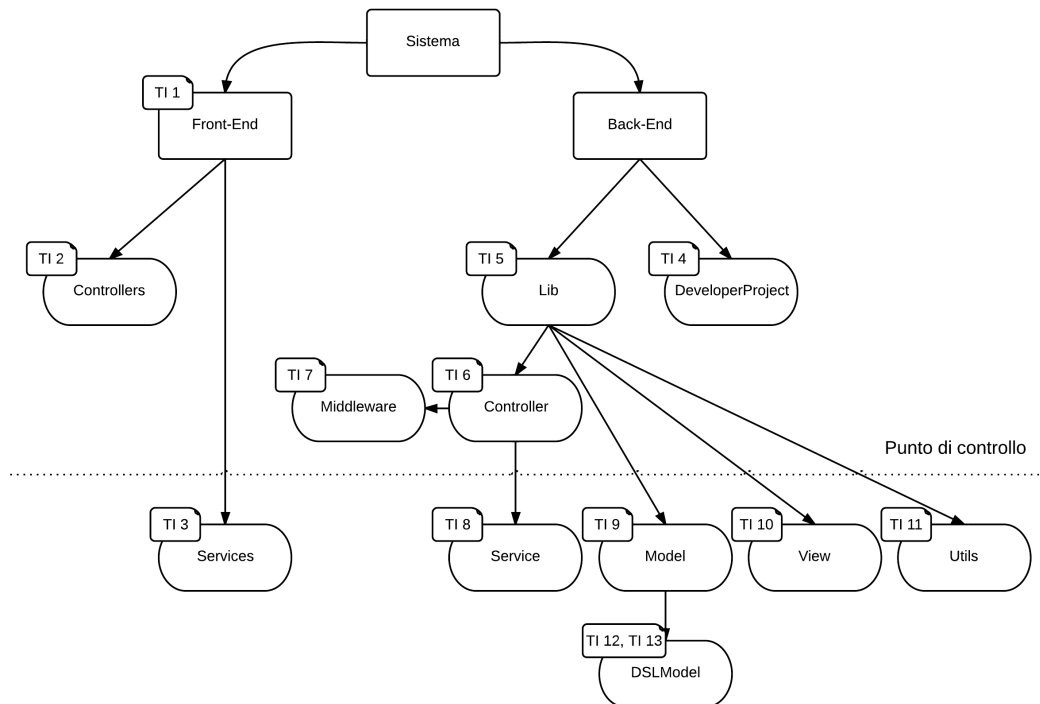 Sistema
TI 1
Front-End
Back-End
TI 2
Controllers
TI 5
Lib
TI 4
DeveloperProject
TI 7
Middleware
TI 6
Controller
Punto di controllo
TI 3
Services
TI 8
Service
TI 9
Model
TI 10
View
TI 11
Utils
TI 12, TI 13
DSLModel